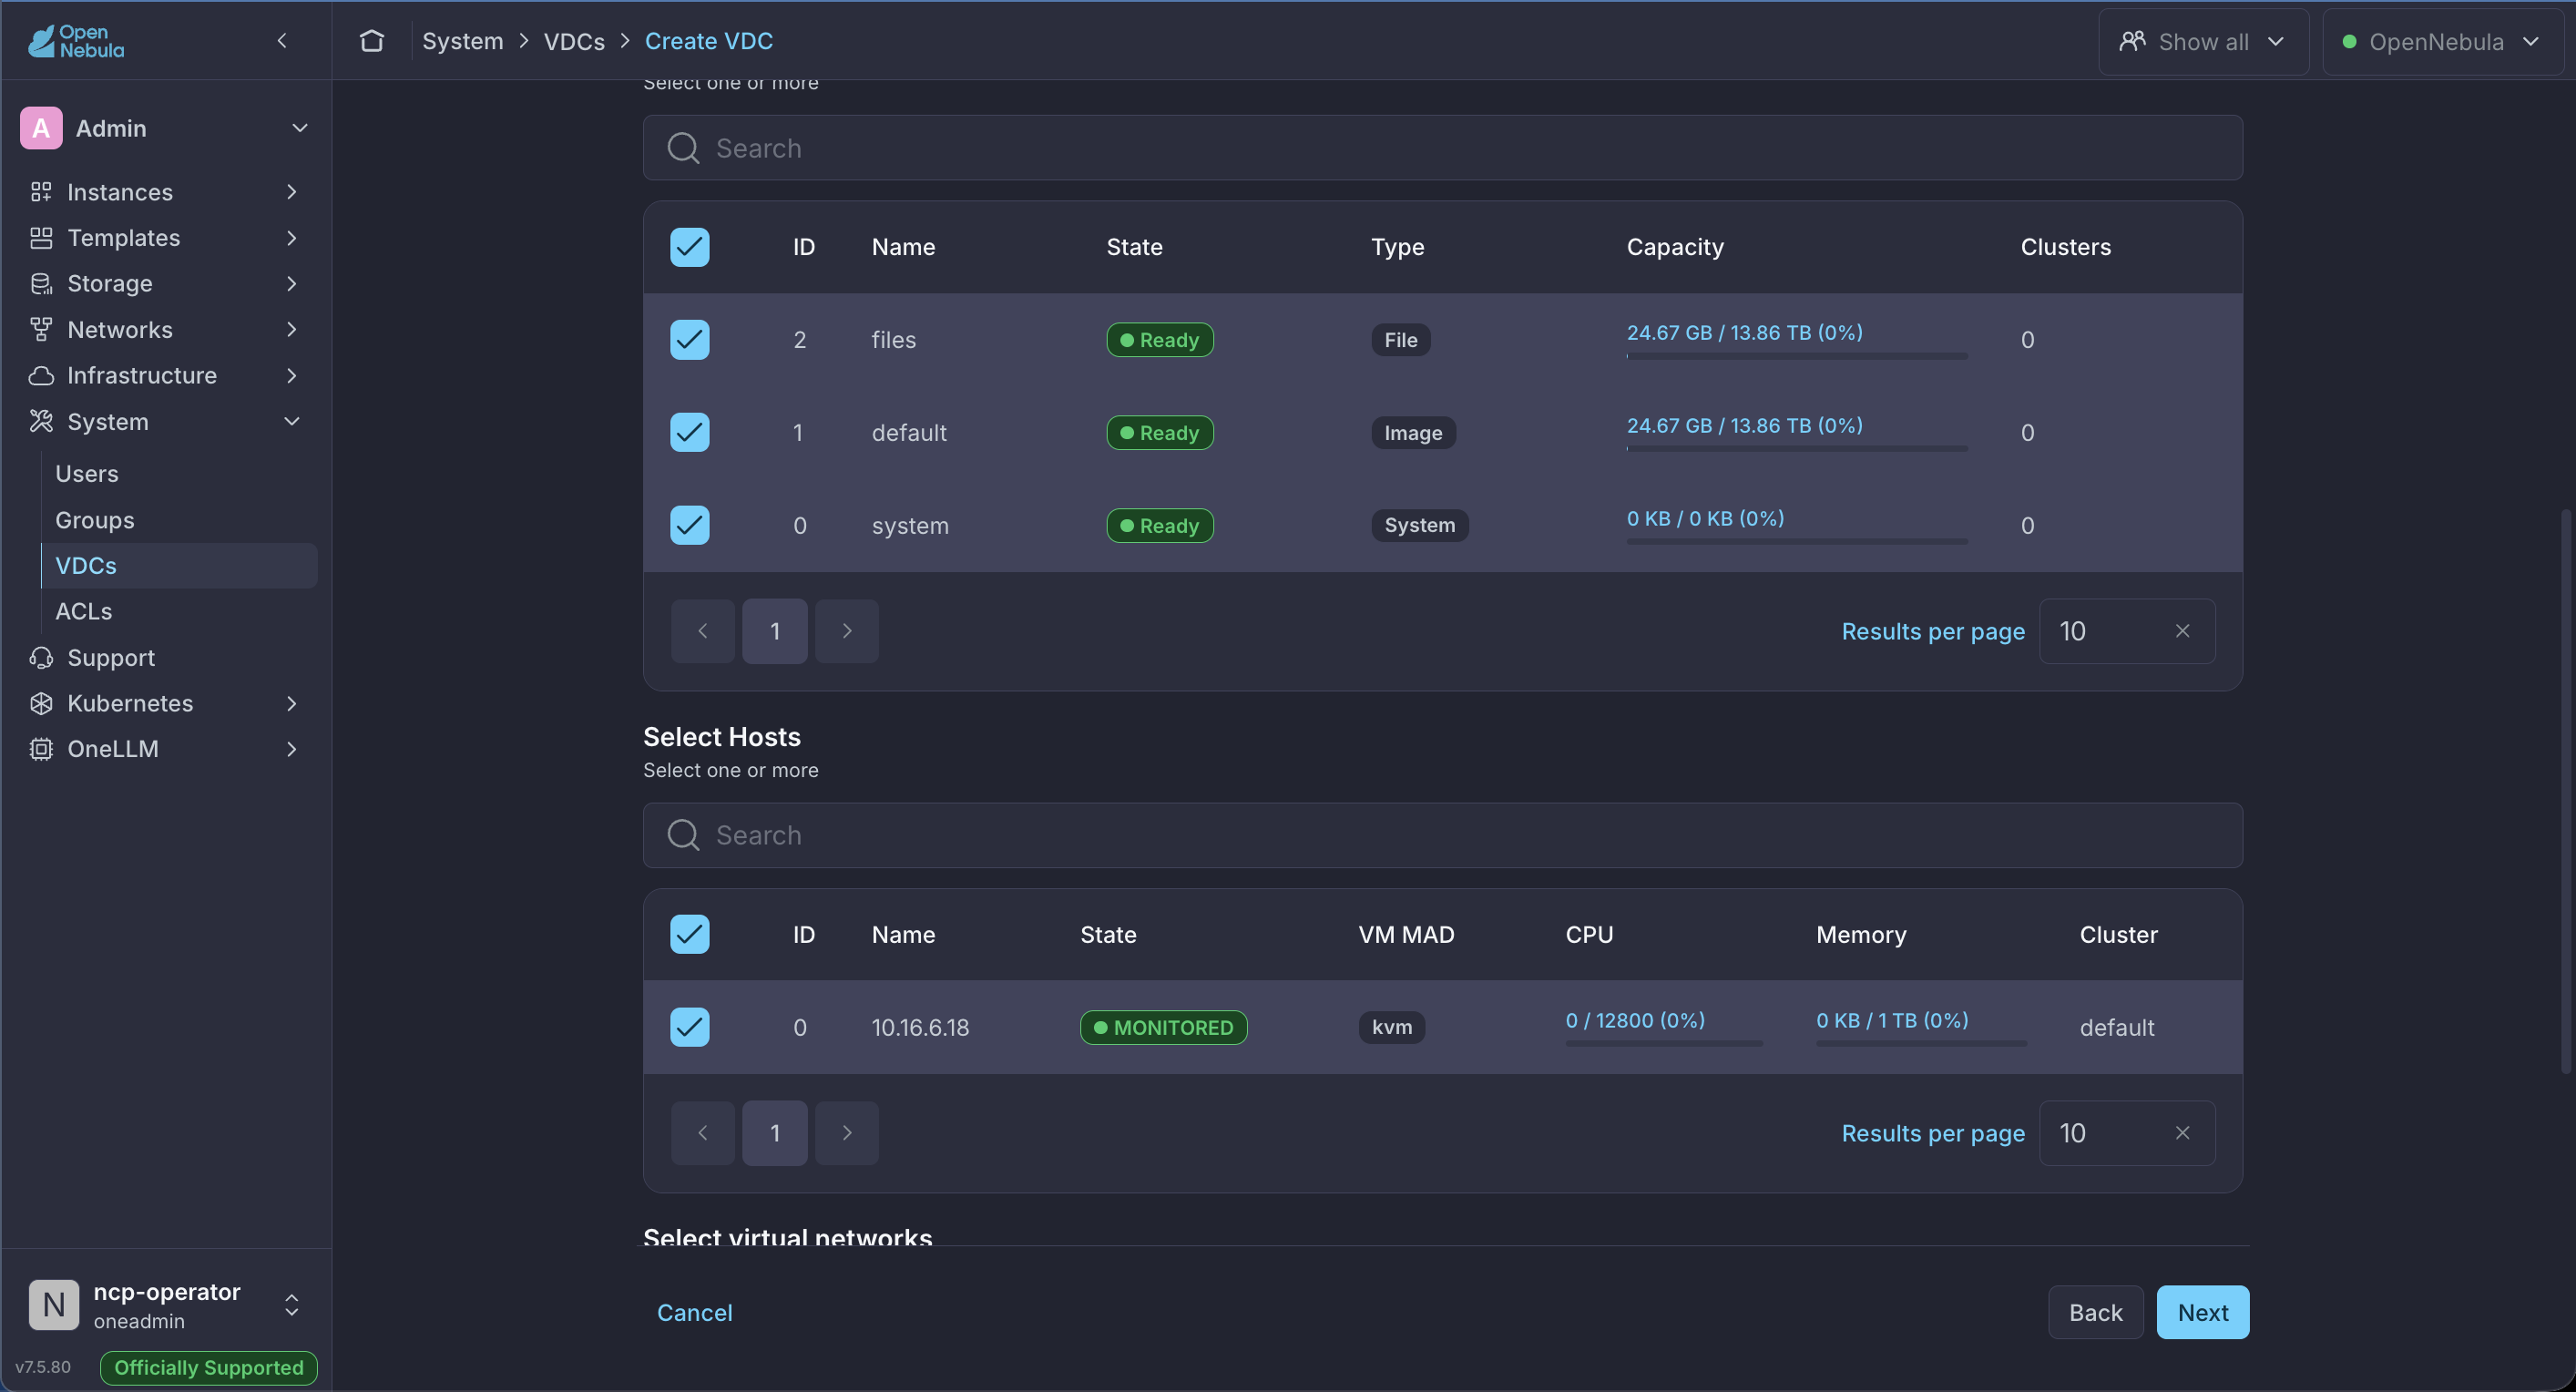 Open
Nebula
System > VDCs > Create VDC
Show all
OpenNebula
A Admin
Instances
Templates
Storage
Networks
Infrastructure
System
Users
Groups
VDCs
ACLs
Support
Kubernetes
OneLLM
N ncp-operator
oneadmin
v7.5.80 Officially Supported
Select one or more
Search
ID Name State Type Capacity Clusters
2 files Ready File 24.67 GB / 13.86 TB (0%) 0
1 default Ready Image 24.67 GB / 13.86 TB (0%) 0
0 system Ready System 0 KB / 0 KB (0%) 0
1 Results per page 10
Select Hosts
Select one or more
Search
ID Name State VM MAD CPU Memory Cluster
0 10.16.6.18 MONITORED kvm 0 / 12800 (0%) 0 KB / 1 TB (0%) default
1 Results per page 10
Select virtual networks
Cancel Back Next